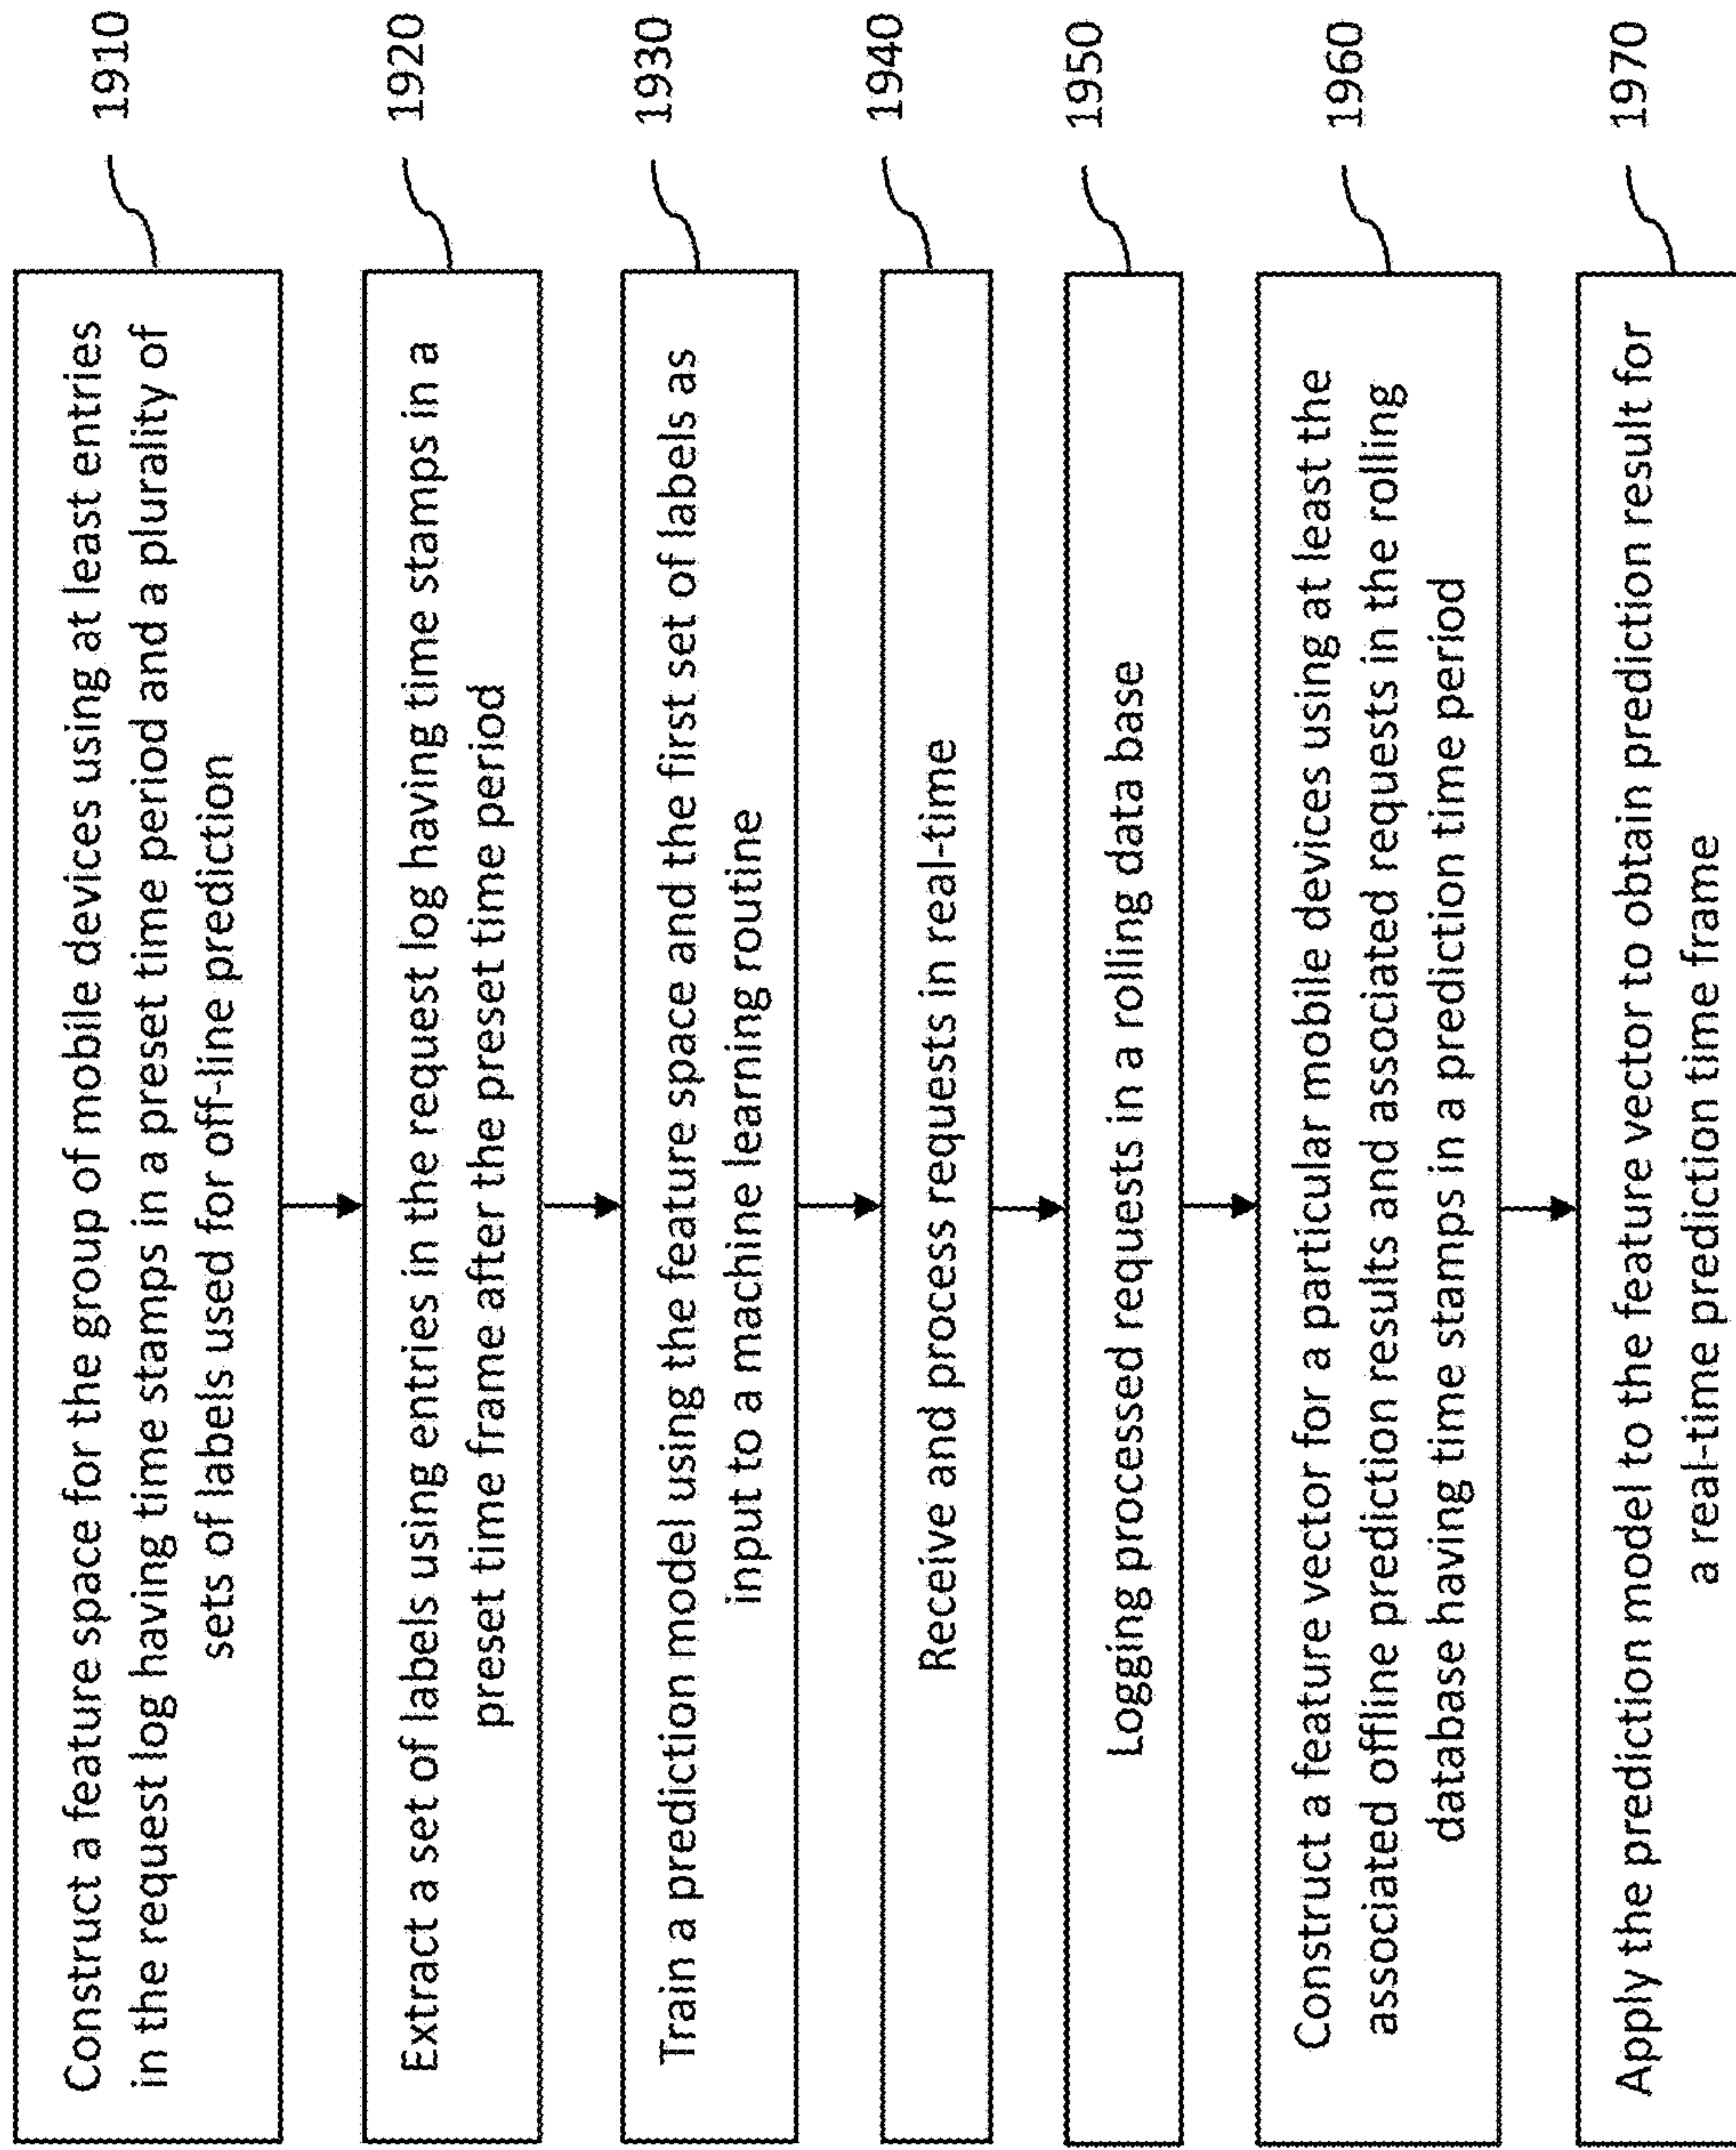 Construct a feature space for the group of mobile devices using at least entries
in the request log having time stamps in a preset time period and a plurality of
sets of labels used for off-line prediction
1910
Extract a set of labels using entries in the request log having time stamps in a
preset time frame after the preset time period
1920
Train a prediction model using the feature space and the first set of labels as
input to a machine learning routine
1930
Receive and process requests in real-time
1940
Logging processed requests in a rolling data base
1950
Construct a feature vector for a particular mobile devices using at least the
associated offline prediction results and associated requests in the rolling
database having time stamps in a prediction time period
1960
Apply the prediction model to the feature vector to obtain prediction result for
a real-time prediction time frame
1970